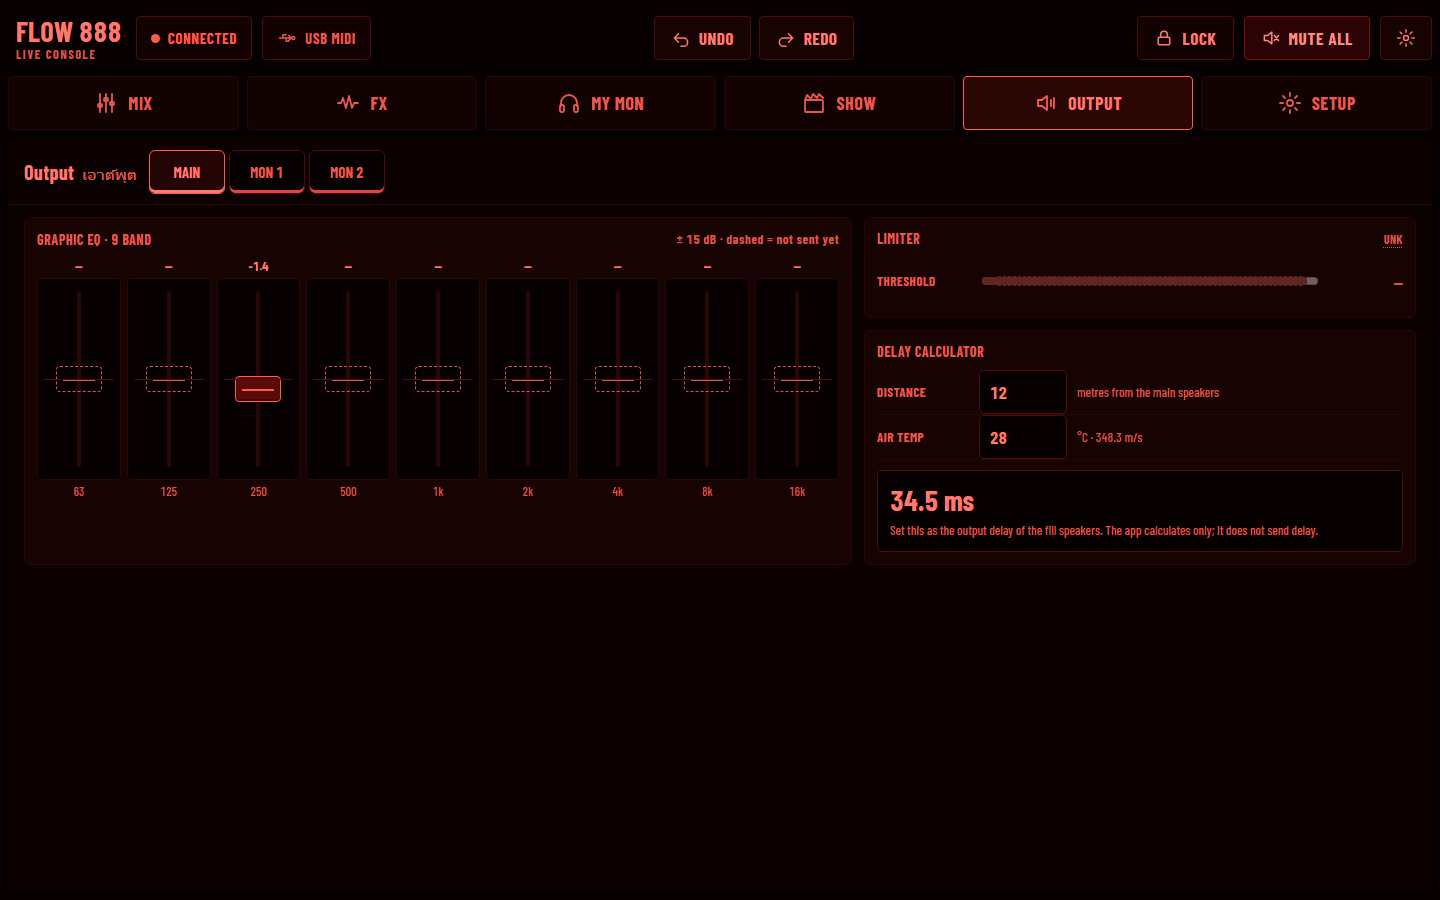 FLOW 888
LIVE CONSOLE
CONNECTED
USB MIDI
UNDO
REDO
LOCK
MUTE ALL
MIX
FX
MY MON
SHOW
OUTPUT
SETUP
Output เอาต์พุต
MAIN
MON 1
MON 2
GRAPHIC EQ · 9 BAND
± 15 dB · dashed = not sent yet
– – -1.4 – – – – – –
63 125 250 500 1k 2k 4k 8k 16k
LIMITER
UNK
THRESHOLD
–
DELAY CALCULATOR
DISTANCE 12 metres from the main speakers
AIR TEMP 28 °C · 348.3 m/s
34.5 ms
Set this as the output delay of the fill speakers. The app calculates only; it does not send delay.